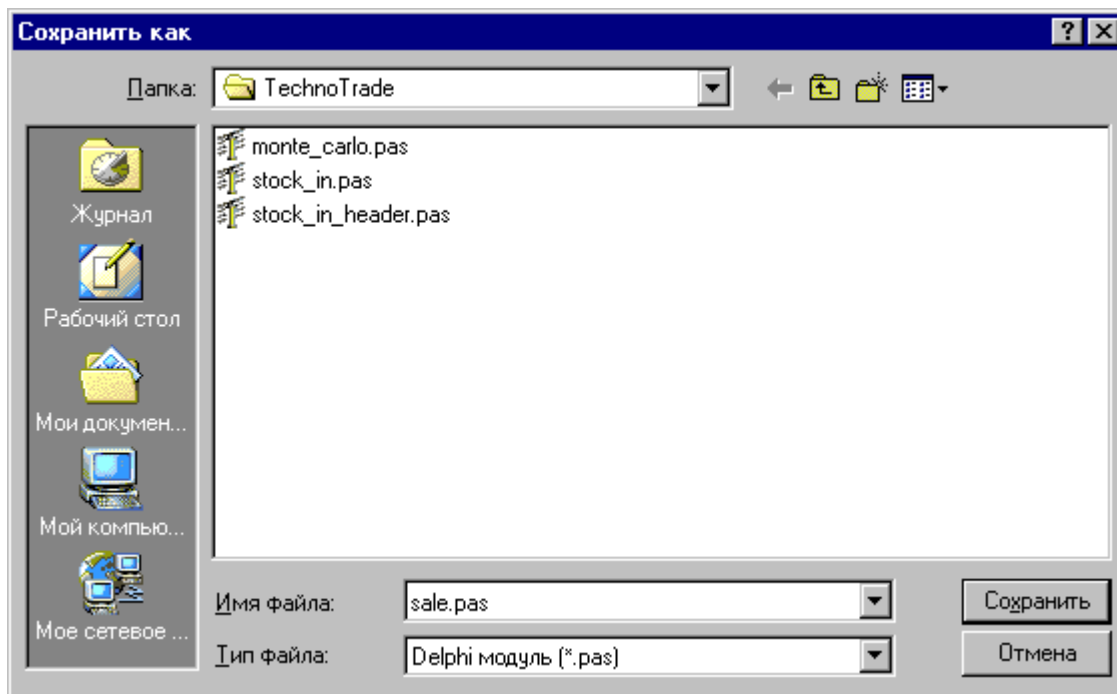 Сохранить как
Папка: TechnoTrade
monte_carlo.pas
stock_in.pas
stock_in_header.pas
Журнал
Рабочий стол
Мои докумен...
Мой компью...
Мое сетевое ...
Имя файла: sale.pas Сохранить
Тип файла: Delphi модуль (*.pas) Отмена